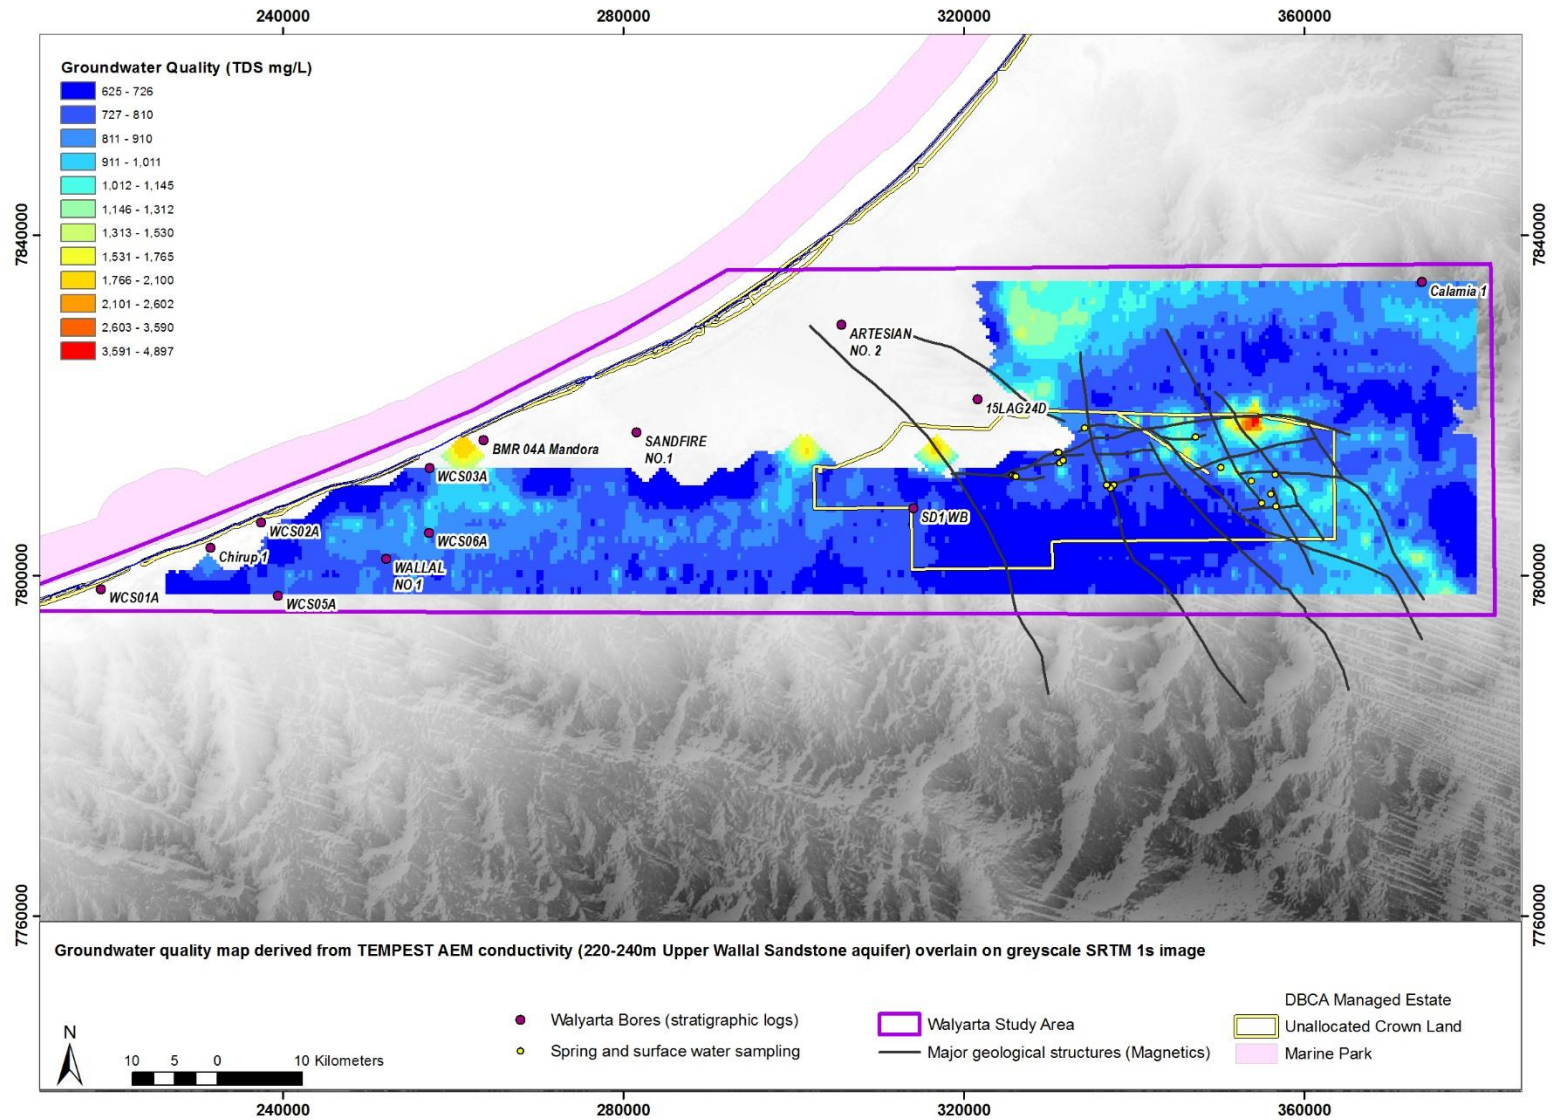 240000
280000
320000
360000
Groundwater Quality (TDS mg/L)
625 - 726
727 - 810
811 - 910
911 - 1,011
1,012 - 1,145
1,146 - 1,312
1,313 - 1,530
1,531 - 1,765
1,766 - 2,100
2,101 - 2,602
2,603 - 3,590
3,591 - 4,897
7840000
7840000
Calamia 1
ARTESIAN
NO. 2
15LAG24D
SANDFIRE
NO.1
BMR 04A Mandora
WCS03A
SD1 WB
WCS02A
WCS06A
Chirup 1
WALLAL
NO 1
7800000
7800000
WCS01A
WCS05A
7760000
7760000
Groundwater quality map derived from TEMPEST AEM conductivity (220-240m Upper Wallal Sandstone aquifer) overlain on greyscale SRTM 1s image
N
10 5 0 10 Kilometers
Walyarta Bores (stratigraphic logs)
Spring and surface water sampling
Walyarta Study Area
Major geological structures (Magnetics)
DBCA Managed Estate
Unallocated Crown Land
Marine Park
240000
280000
320000
360000